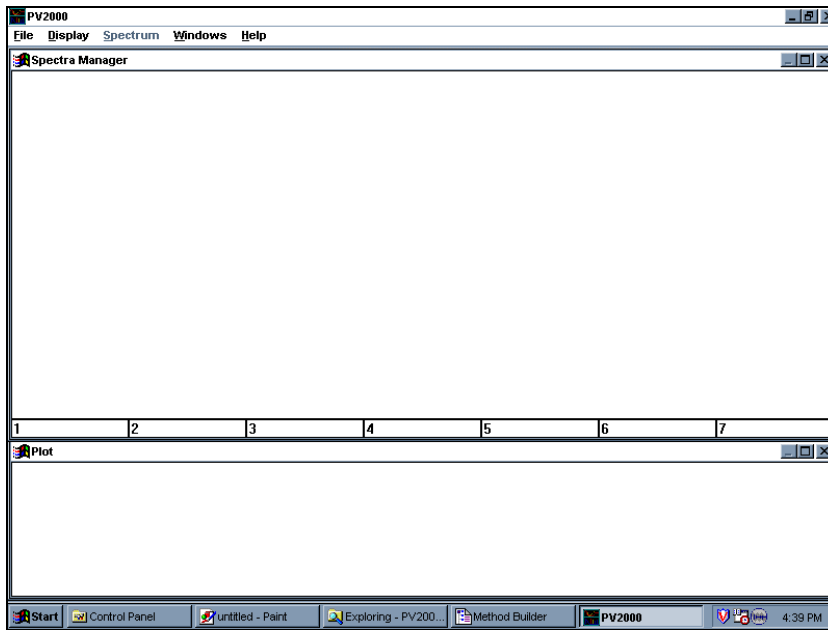 PV2000
File Display Spectrum Windows Help
Spectra Manager
1 2 3 4 5 6 7
Plot
Start Control Panel untitled - Paint Exploring - PV200... Method Builder PV2000 4:39 PM